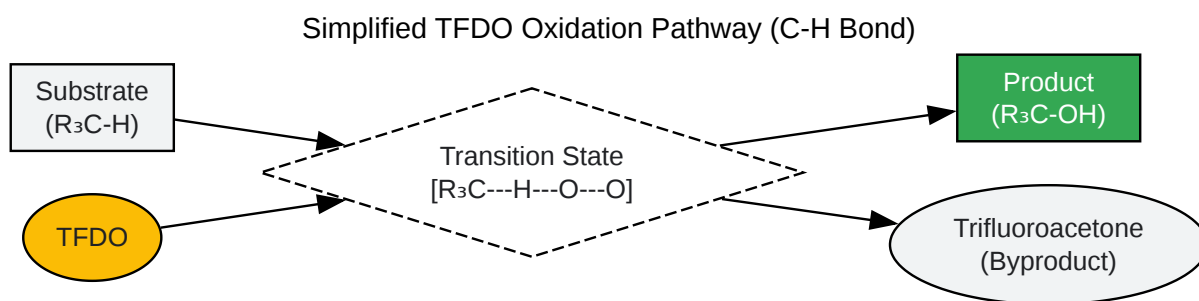 Simplified TFDO Oxidation Pathway (C-H Bond)
Substrate
(R₃C-H)
TFDO
Transition State
[R₃C---H---O---O]
Product
(R₃C-OH)
Trifluoroacetone
(Byproduct)